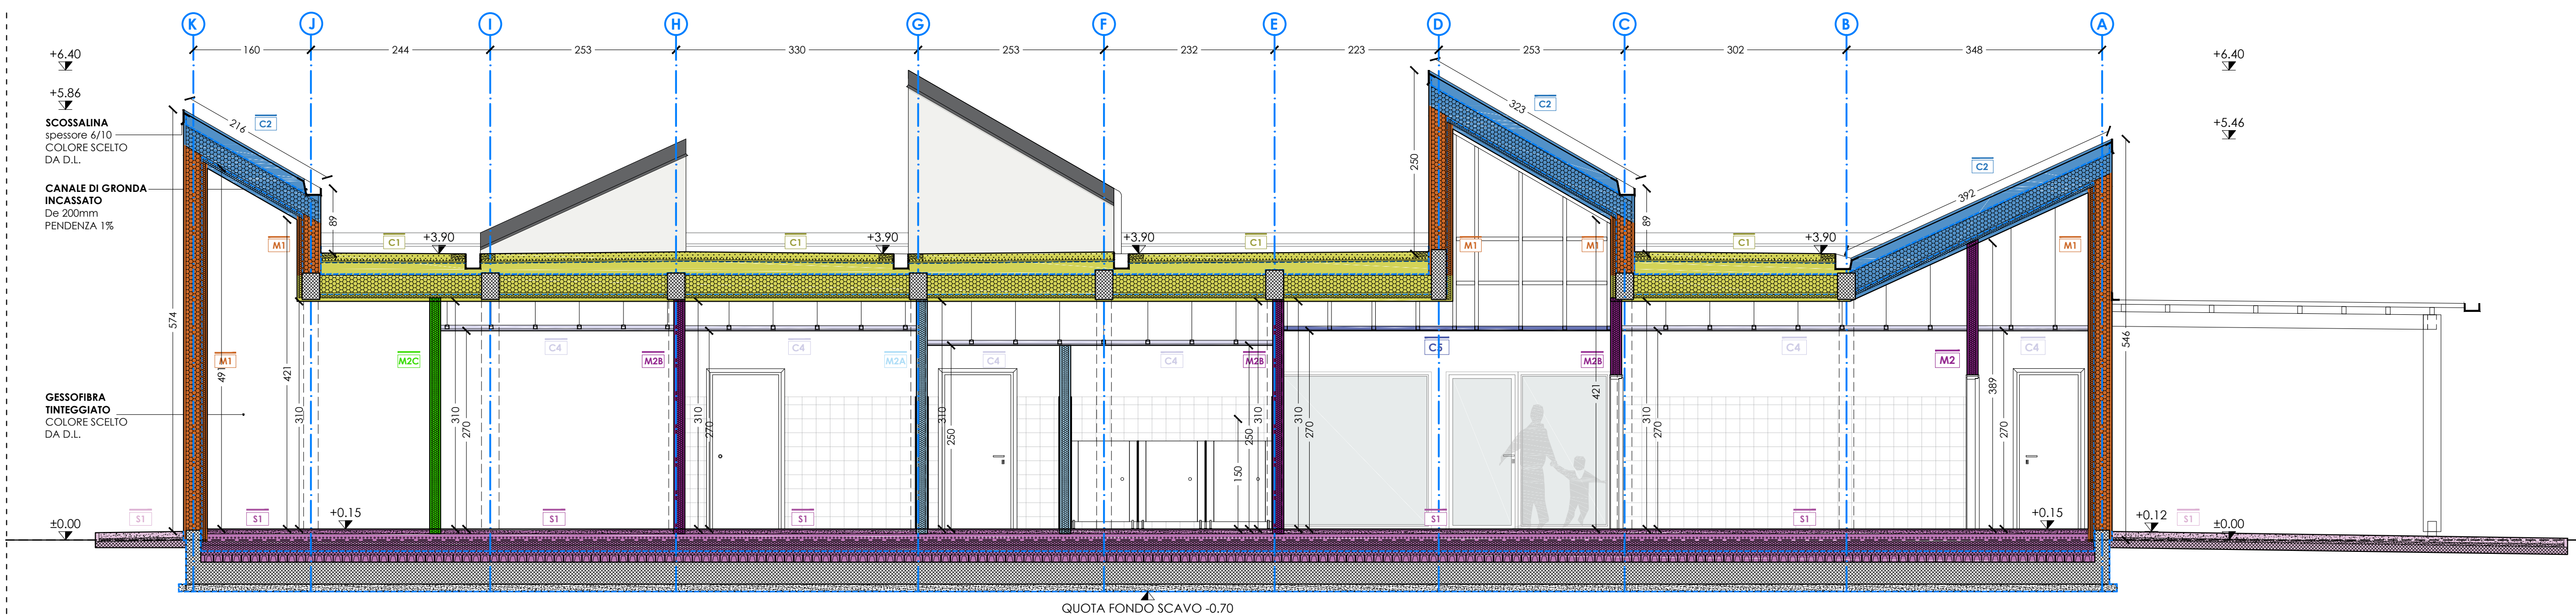 K J I H G F E D C B A
160 244 253 330 253 232 223 253 302 348
+6.40
+6.40
+5.86
SCOSSALINA
spessore 6/10
COLORE SCELTO
DA D.L.
CANALE DI GRONDA
INCASSATO
De 200mm
PENDENZA 1%
GESSOFIBRA
TINTEGGIATO
COLORE SCELTO
DA D.L.
+5.46
216 C2
323 C2
250
392 C2
89
89
M1 C1 +3.90 C1 +3.90 +3.90 C1 M1 M1 C1 +3.90 M1
574
546
M1 M2C C4 M2B C4 M2A C4 C4 M2B C5 M2B C4 M2 C4
491 421 310 310 270 310 270 310 250 150 250 310 310 270 421 310 270 389 270
±0.00 S1 S1 +0.15 S1 S1 S1 S1 +0.15 +0.12 S1 ±0.00
QUOTA FONDO SCAVO -0.70